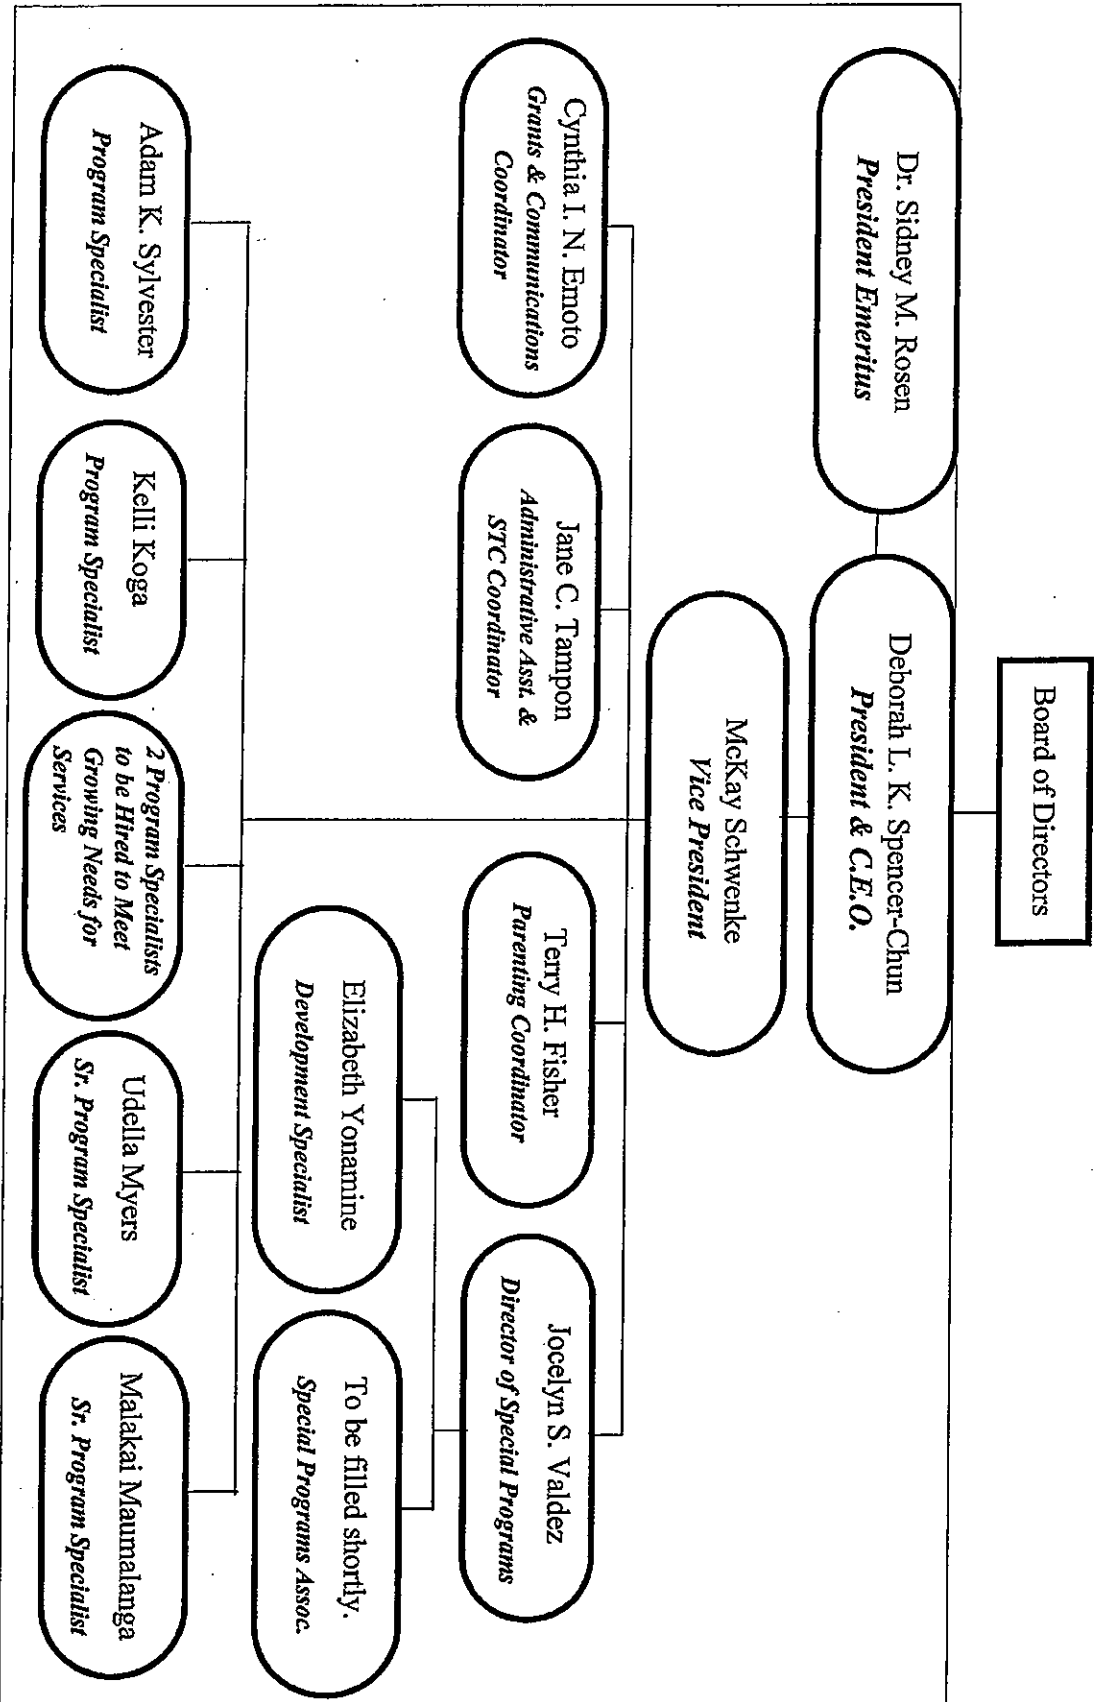 Board of Directors
Dr. Sidney M. Rosen
President Emeritus
Deborah L. K. Spencer-Chun
President & C.E.O.
McKay Schwenke
Vice President
Cynthia I. N. Emoto
Grants & Communications
Coordinator
Jane C. Tampon
Administrative Asst. &
STC Coordinator
Terry H. Fisher
Parenting Coordinator
Jocelyn S. Valdez
Director of Special Programs
Elizabeth Yonamine
Development Specialist
To be filled shortly.
Special Programs Assoc.
Adam K. Sylvester
Program Specialist
Kelli Koga
Program Specialist
2 Program Specialists
to be Hired to Meet
Growing Needs for
Services
Udella Myers
Sr. Program Specialist
Malakai Maumalanga
Sr. Program Specialist